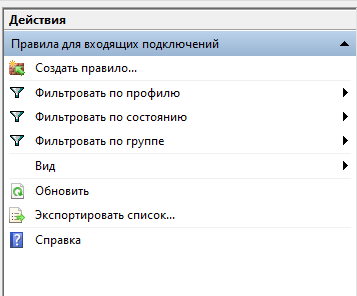 Действия
Правила для входящих подключений
Создать правило...
Фильтровать по профилю
Фильтровать по состоянию
Фильтровать по группе
Вид
Обновить
Экспортировать список...
Справка